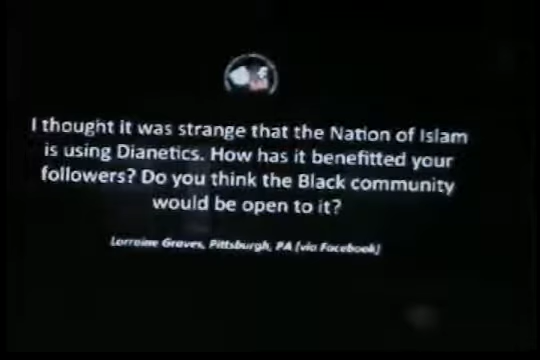 I thought it was strange that the Nation of Islam
is using Dianetics. How has it benefitted your
followers? Do you think the Black community
would be open to it?
Lorraine Graves, Pittsburgh, PA (via Facebook)